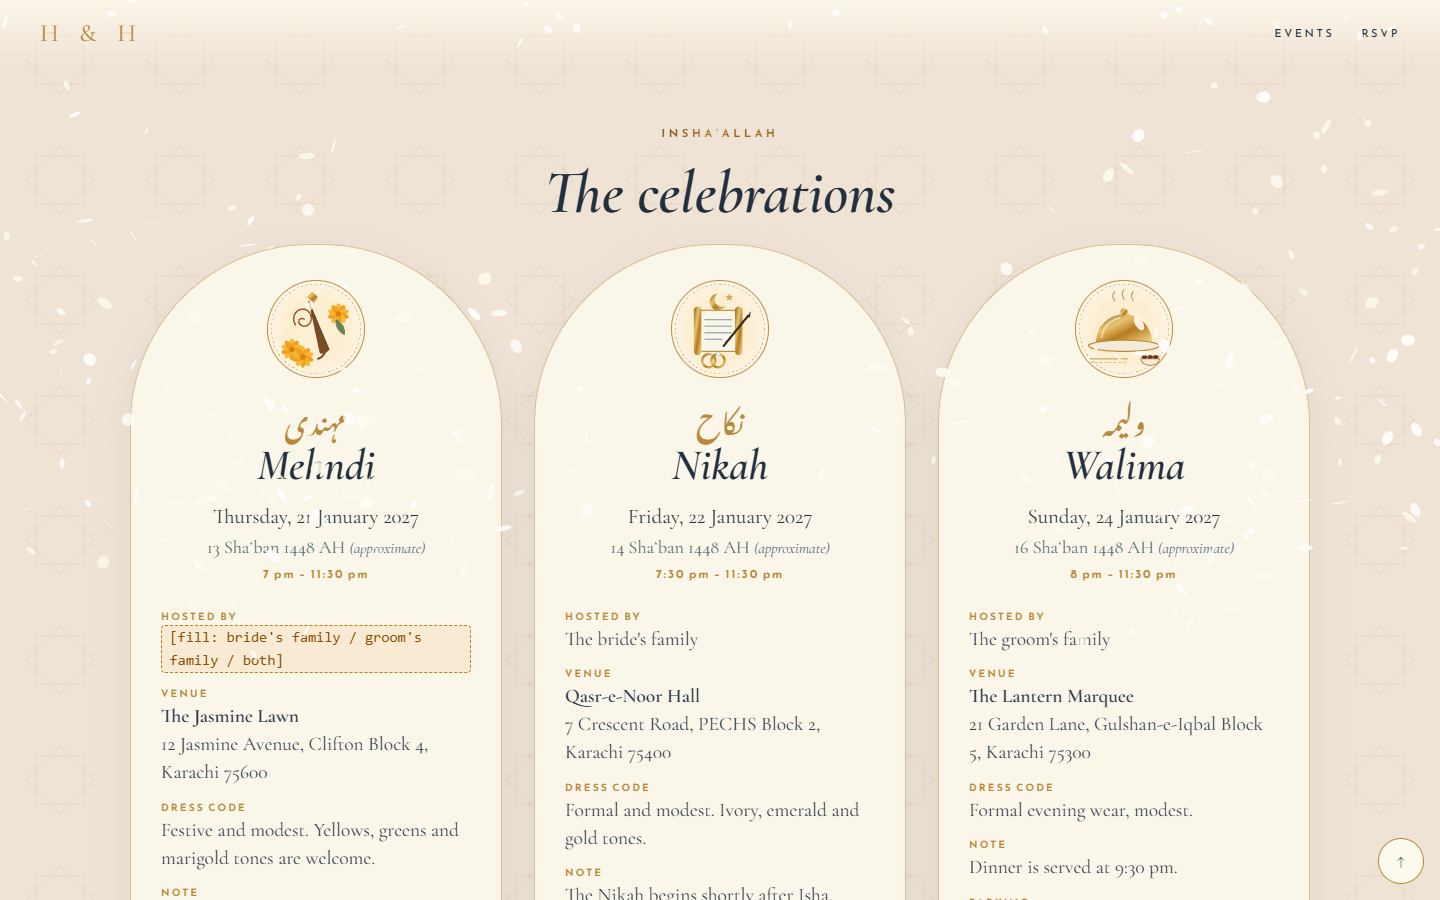 H & H
EVENTS RSVP
INSHA'ALLAH
The celebrations
مہندی
Mehndi
Thursday, 21 January 2027
13 Sha‘ban 1448 AH (approximate)
7 pm – 11:30 pm
HOSTED BY
[fill: bride's family / groom's
family / both]
VENUE
The Jasmine Lawn
12 Jasmine Avenue, Clifton Block 4,
Karachi 75600
DRESS CODE
Festive and modest. Yellows, greens and
marigold tones are welcome.
NOTE
نکاح
Nikah
Friday, 22 January 2027
14 Sha‘ban 1448 AH (approximate)
7:30 pm – 11:30 pm
HOSTED BY
The bride's family
VENUE
Qasr-e-Noor Hall
7 Crescent Road, PECHS Block 2,
Karachi 75400
DRESS CODE
Formal and modest. Ivory, emerald and
gold tones.
NOTE
The Nikah begins shortly after Isha.
ولیمہ
Walima
Sunday, 24 January 2027
16 Sha‘ban 1448 AH (approximate)
8 pm – 11:30 pm
HOSTED BY
The groom's family
VENUE
The Lantern Marquee
21 Garden Lane, Gulshan-e-Iqbal Block
5, Karachi 75300
DRESS CODE
Formal evening wear, modest.
NOTE
Dinner is served at 9:30 pm.
↑